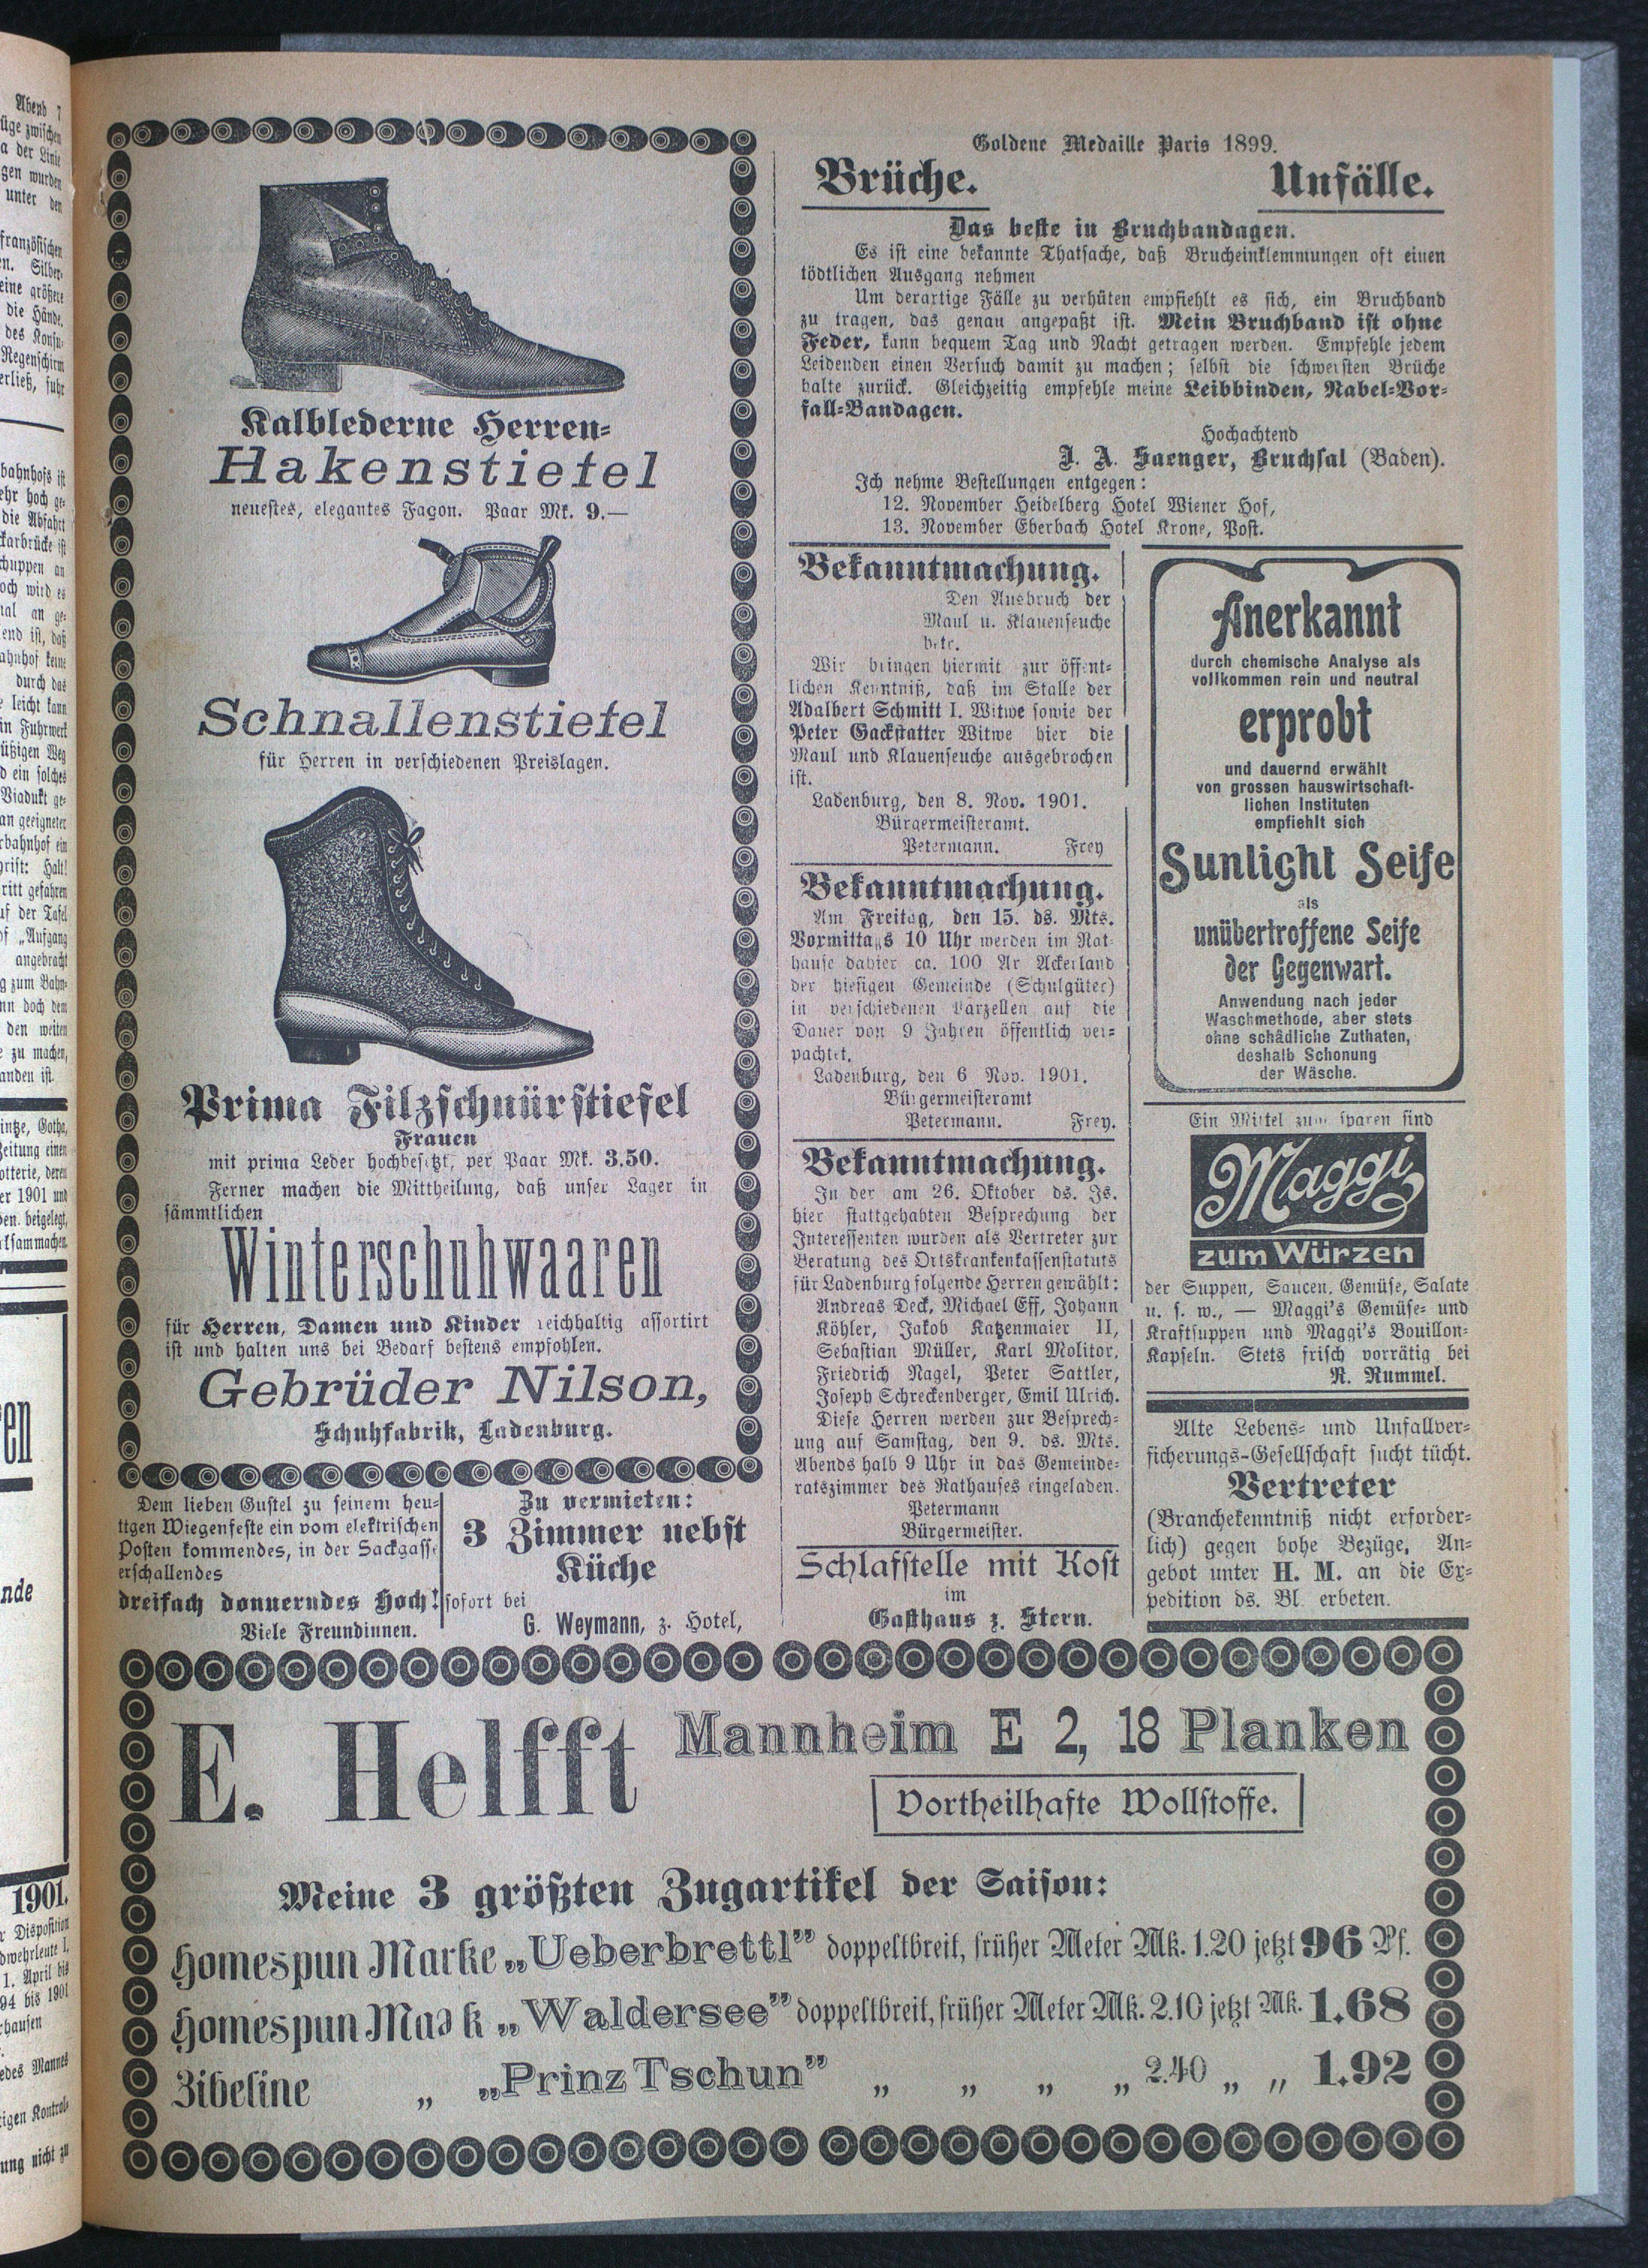 Kalblederne Herren-
Hakenstiefel
neuestes, elegantes Façon. Paar Mk. 9.—
Schnallenstiefel
für Herren in verschiedenen Preislagen.
Prima Filzschnürstiefel
Frauen
mit prima Leder hochbesetzt, per Paar Mk. 3.50.
Ferner machen die Mittheilung, daß unser Lager in
sämmtlichen
Winterschuhwaaren
für Herren, Damen und Kinder reichhaltig assortirt
ist und halten uns bei Bedarf bestens empfohlen.
Gebrüder Nilson,
Schuhfabrik, Ladenburg.
Dem lieben Gustel zu seinem heu-
ttgen Wiegenfeste ein vom elektrischen
Posten kommendes, in der Sackgasse
erschallendes
dreifach donnerndes Hoch!
Viele Freundinnen.
Zu vermieten:
3 Zimmer nebst
Küche
sofort bei
G. Weymann, z. Hotel,
Goldene Medaille Paris 1899.
Brüche. Unfälle.
Das beste in Bruchbandagen.
Es ist eine bekannte Thatsache, daß Brucheinklemmungen oft einen
tödtlichen Ausgang nehmen
Um derartige Fälle zu verhüten empfiehlt es sich, ein Bruchband
zu tragen, das genau angepaßt ist. Mein Bruchband ist ohne
Feder, kann bequem Tag und Nacht getragen werden. Empfehle jedem
Leidenden einen Versuch damit zu machen; selbst die schwersten Brüche
halte zurück. Gleichzeitig empfehle meine Leibbinden, Nabel-Vor-
fall-Bandagen.
Hochachtend
J. A. Saenger, Bruchsal (Baden).
Ich nehme Bestellungen entgegen:
12. November Heidelberg Hotel Wiener Hof,
13. November Eberbach Hotel Krone, Post.
Bekanntmachung.
Den Ausbruch der
Maul u. Klauenseuche
betr.
Wir bringen hiermit zur öffent-
lichen Kenntniß, daß im Stalle der
Adalbert Schmitt I. Witwe sowie der
Peter Gackstatter Witwe hier die
Maul und Klauenseuche ausgebrochen
ist.
Ladenburg, den 8. Nov. 1901.
Bürgermeisteramt.
Petermann. Frey
Bekanntmachung.
Am Freitag, den 15. ds. Mts.
Vormittags 10 Uhr werden im Rat-
hause dahier ca. 100 Ar Ackerland
der hiesigen Gemeinde (Schulgüter)
in verschiedenen Parzellen auf die
Dauer von 9 Jahren öffentlich ver-
pachtet.
Ladenburg, den 6 Nov. 1901.
Bürgermeisteramt
Petermann. Frey.
Bekanntmachung.
In der am 26. Oktober ds. Js.
hier stattgehabten Besprechung der
Interessenten wurden als Vertreter zur
Beratung des Ortskrankenkassenstatuts
für Ladenburg folgende Herren gewählt:
Andreas Deck, Michael Eff, Johann
Köhler, Jakob Katzenmaier II,
Sebastian Müller, Karl Molitor,
Friedrich Nagel, Peter Sattler,
Joseph Schreckenberger, Emil Ulrich.
Diese Herren werden zur Besprech-
ung auf Samstag, den 9. ds. Mts.
Abends halb 9 Uhr in das Gemeinde-
ratszimmer des Rathauses eingeladen.
Petermann
Bürgermeister.
Schlafstelle mit Kost
im
Gasthaus z. Stern.
Anerkannt
durch chemische Analyse als
vollkommen rein und neutral
erprobt
und dauernd erwählt
von grossen hauswirtschaft-
lichen Instituten
empfiehlt sich
Sunlight Seife
als
unübertroffene Seife
der Gegenwart.
Anwendung nach jeder
Waschmethode, aber stets
ohne schädliche Zuthaten,
deshalb Schonung
der Wäsche.
Ein Mittel zum sparen sind
Maggi
zum Würzen
der Suppen, Saucen, Gemüse, Salate
u. s. w., — Maggi's Gemüse- und
Kraftsuppen und Maggi's Bouillon-
Kapseln. Stets frisch vorrätig bei
R. Rummel.
Alte Lebens- und Unfallver-
sicherungs-Gesellschaft sucht tücht.
Vertreter
(Branchekenntniß nicht erforder-
lich) gegen hohe Bezüge, An-
gebot unter H. M. an die Ex-
pedition ds. Bl. erbeten.
E. Helfft Mannheim E 2, 18 Planken
Vortheilhafte Wollstoffe.
Meine 3 größten Zugartikel der Saison:
Homespun Marke „Ueberbrettl” doppeltbreit, früher Meter Mk. 1.20 jetzt 96 Pf.
Homespun „Waldersee” doppeltbreit, früher Meter Mk. 2.10 jetzt Mk. 1.68
Zibeline „ „Prinz Tschun” „ „ „ „ 2.40 „ „ 1.92